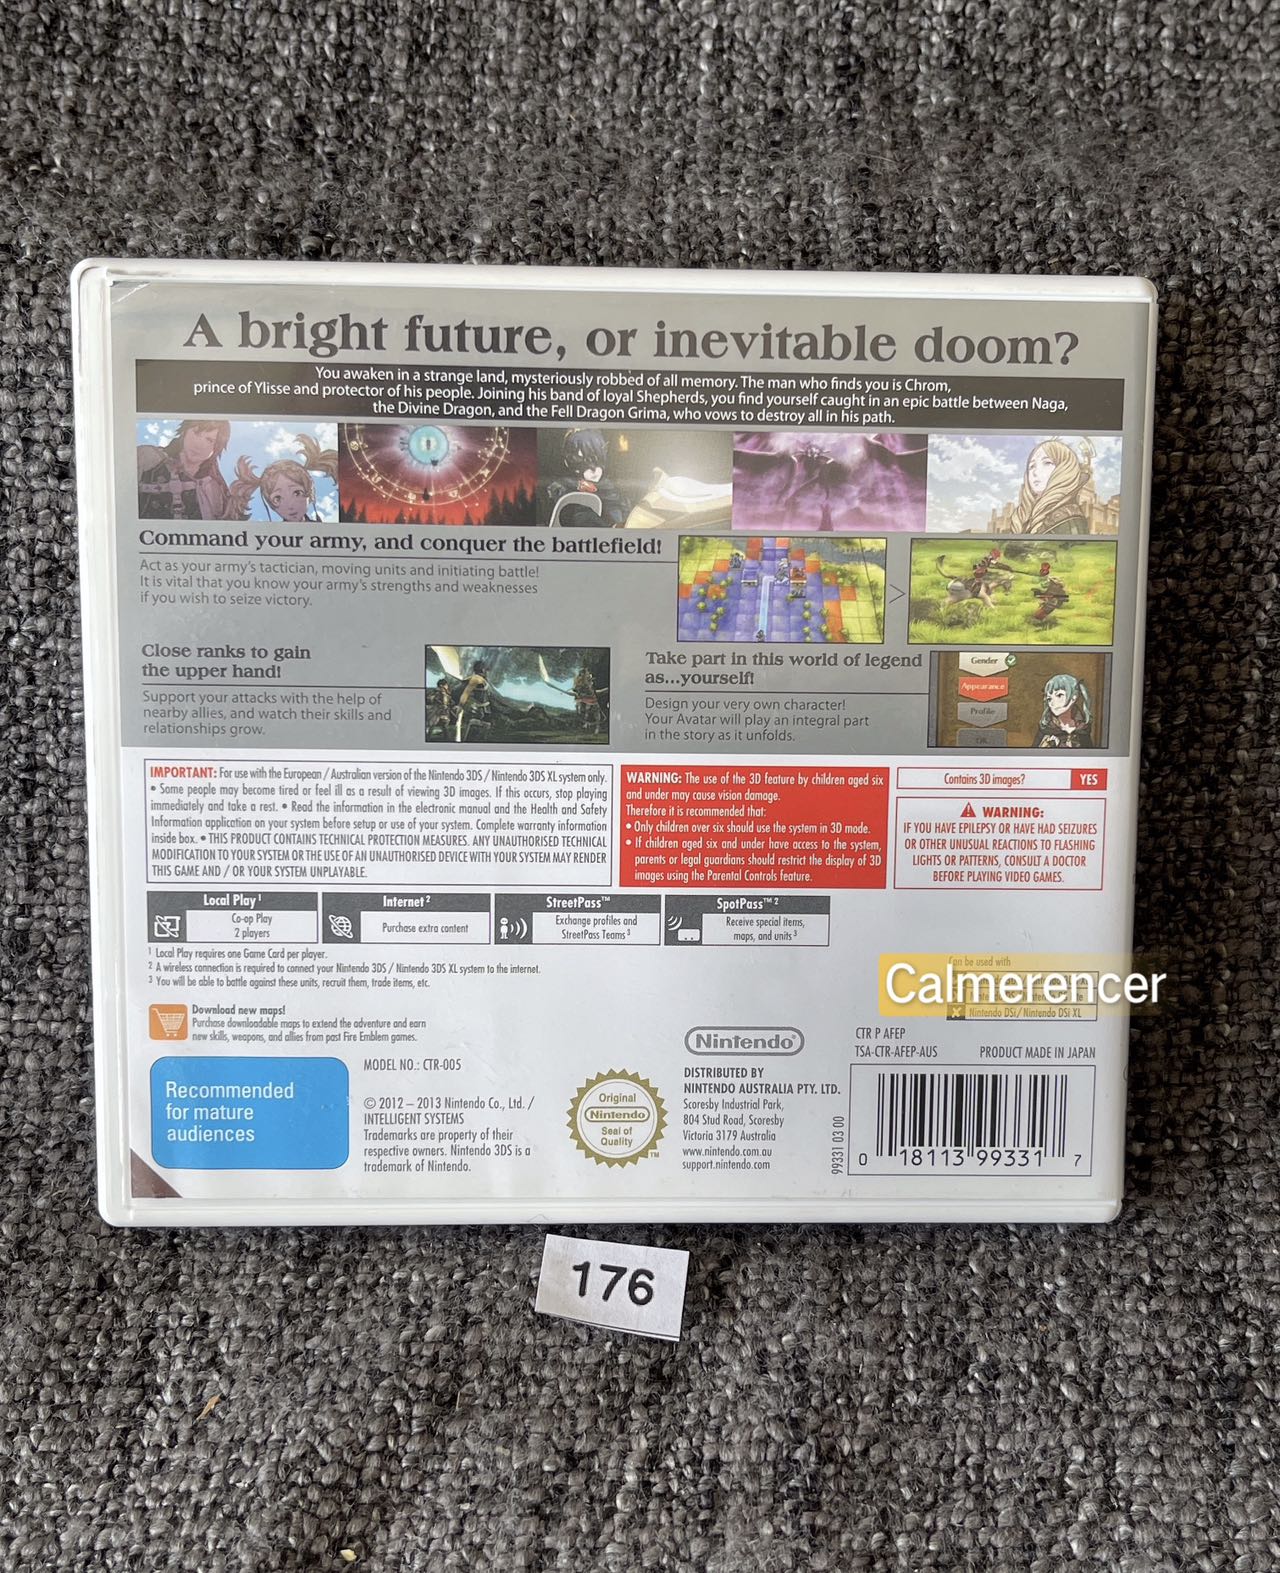 A bright future, or inevitable doom?
You awaken in a strange land, mysteriously robbed of all memory. The man who finds you is Chrom,
prince of Ylisse and protector of his people. Joining his band of loyal Shepherds, you find yourself caught in an epic battle between Naga,
the Divine Dragon, and the Fell Dragon Grima, who vows to destroy all in his path.
Command your army, and conquer the battlefield!
Act as your army's tactician, moving units and initiating battle!
It is vital that you know your army's strengths and weaknesses
if you wish to seize victory.
>
Close ranks to gain
the upper hand!
Support your attacks with the help of
nearby allies, and watch their skills and
relationships grow.
Take part in this world of legend
as...yourself!
Design your very own character!
Your Avatar will play an integral part
in the story as it unfolds.
Gender
Appearance
Profile
OK
IMPORTANT: For use with the European / Australian version of the Nintendo 3DS / Nintendo 3DS XL system only.
• Some people may become tired or feel ill as a result of viewing 3D images. If this occurs, stop playing
immediately and take a rest. • Read the information in the electronic manual and the Health and Safety
Information application on your system before setup or use of your system. Complete warranty information
inside box. • THIS PRODUCT CONTAINS TECHNICAL PROTECTION MEASURES. ANY UNAUTHORISED TECHNICAL
MODIFICATION TO YOUR SYSTEM OR THE USE OF AN UNAUTHORISED DEVICE WITH YOUR SYSTEM MAY RENDER
THIS GAME AND / OR YOUR SYSTEM UNPLAYABLE.
WARNING: The use of the 3D feature by children aged six
and under may cause vision damage.
Therefore it is recommended that:
• Only children over six should use the system in 3D mode.
• If children aged six and under have access to the system,
parents or legal guardians should restrict the display of 3D
images using the Parental Controls feature.
Contains 3D images? YES
WARNING:
IF YOU HAVE EPILEPSY OR HAVE HAD SEIZURES
OR OTHER UNUSUAL REACTIONS TO FLASHING
LIGHTS OR PATTERNS, CONSULT A DOCTOR
BEFORE PLAYING VIDEO GAMES.
Local Play ¹
Co-op Play
2 players
Internet ²
Purchase extra content
StreetPass™
Exchange profiles and
StreetPass Teams ³
SpotPass™ ²
Receive special items,
maps, and units ³
¹ Local Play requires one Game Card per player.
² A wireless connection is required to connect your Nintendo 3DS / Nintendo 3DS XL system to the internet.
³ You will be able to battle against these units, recruit them, trade items, etc.
Can be used with
Calmerencer
Nintendo DSi / Nintendo DSi XL
Download new maps!
Purchase downloadable maps to extend the adventure and earn
new skills, weapons, and allies from past Fire Emblem games.
Recommended
for mature
audiences
MODEL NO.: CTR-005
© 2012 – 2013 Nintendo Co., Ltd. /
INTELLIGENT SYSTEMS
Trademarks are property of their
respective owners. Nintendo 3DS is a
trademark of Nintendo.
Original
Nintendo
Seal of
Quality
TM
Nintendo®
DISTRIBUTED BY
NINTENDO AUSTRALIA PTY. LTD.
Scoresby Industrial Park,
804 Stud Road, Scoresby
Victoria 3179 Australia
www.nintendo.com.au
support.nintendo.com
CTR P AFEP
TSA-CTR-AFEP-AUS PRODUCT MADE IN JAPAN
99331 03 00
0 18113 99331 7
176